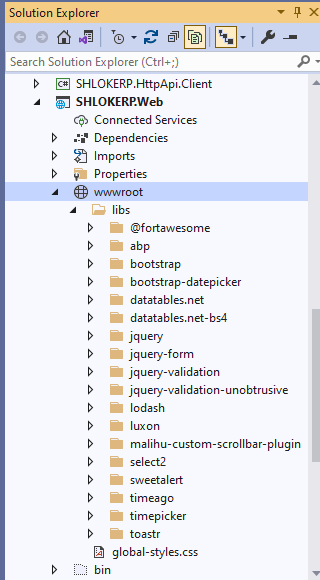 Solution Explorer
Search Solution Explorer (Ctrl+;)
C# SHLOKERP.HttpApi.Client
SHLOKERP.Web
Connected Services
Dependencies
Imports
Properties
wwwroot
libs
@fortawesome
abp
bootstrap
bootstrap-datepicker
datatables.net
datatables.net-bs4
jquery
jquery-form
jquery-validation
jquery-validation-unobtrusive
lodash
luxon
malihu-custom-scrollbar-plugin
select2
sweetalert
timeago
timepicker
toastr
global-styles.css
bin